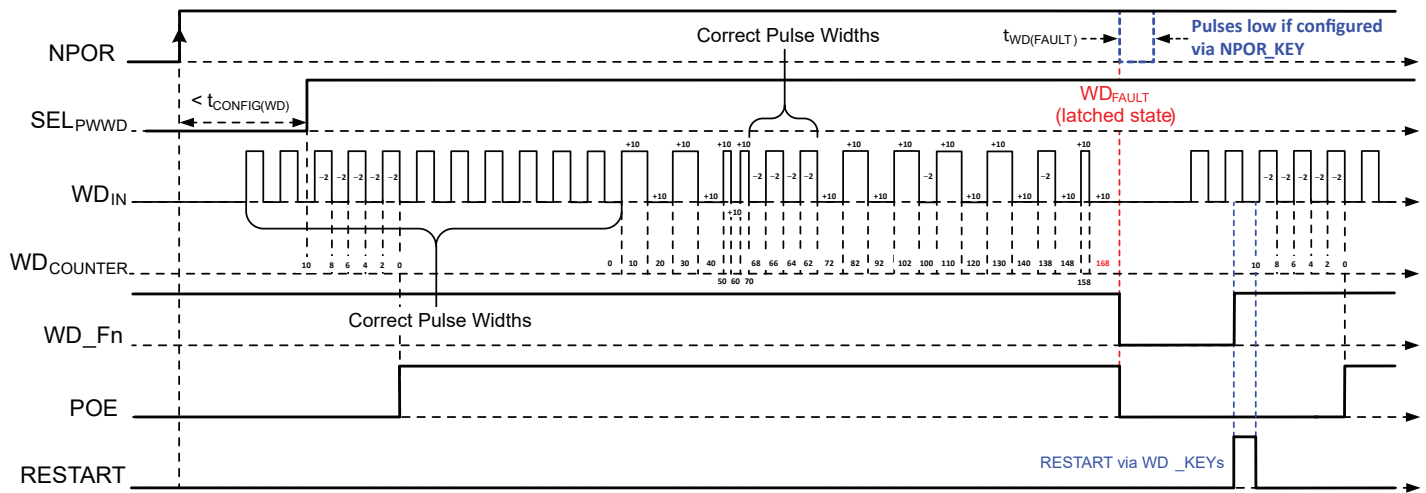 NPOR
Correct Pulse Widths
tWD(FAULT)
Pulses low if configured
via NPOR_KEY
< tCONFIG(WD)
SELPWWD
WDFAULT
(latched state)
+10 +10 +10 +10 +10 +10 +10 +10 +10 +10
WDIN
−2 −2 −2 −2 −2 +10 +10 +10 −2 −2 −2 −2 +10 +10 −2 +10 +10 −2 +10 −2 −2 −2 −2 −2
WDCOUNTER
10 8 6 4 2 0 0 10 20 30 40 50 60 70 68 66 64 62 72 82 92 102 100 110 120 130 140 138 148 158 168 10 8 6 4 2 0
Correct Pulse Widths
WD_Fn
POE
RESTART via WD _KEYs
RESTART